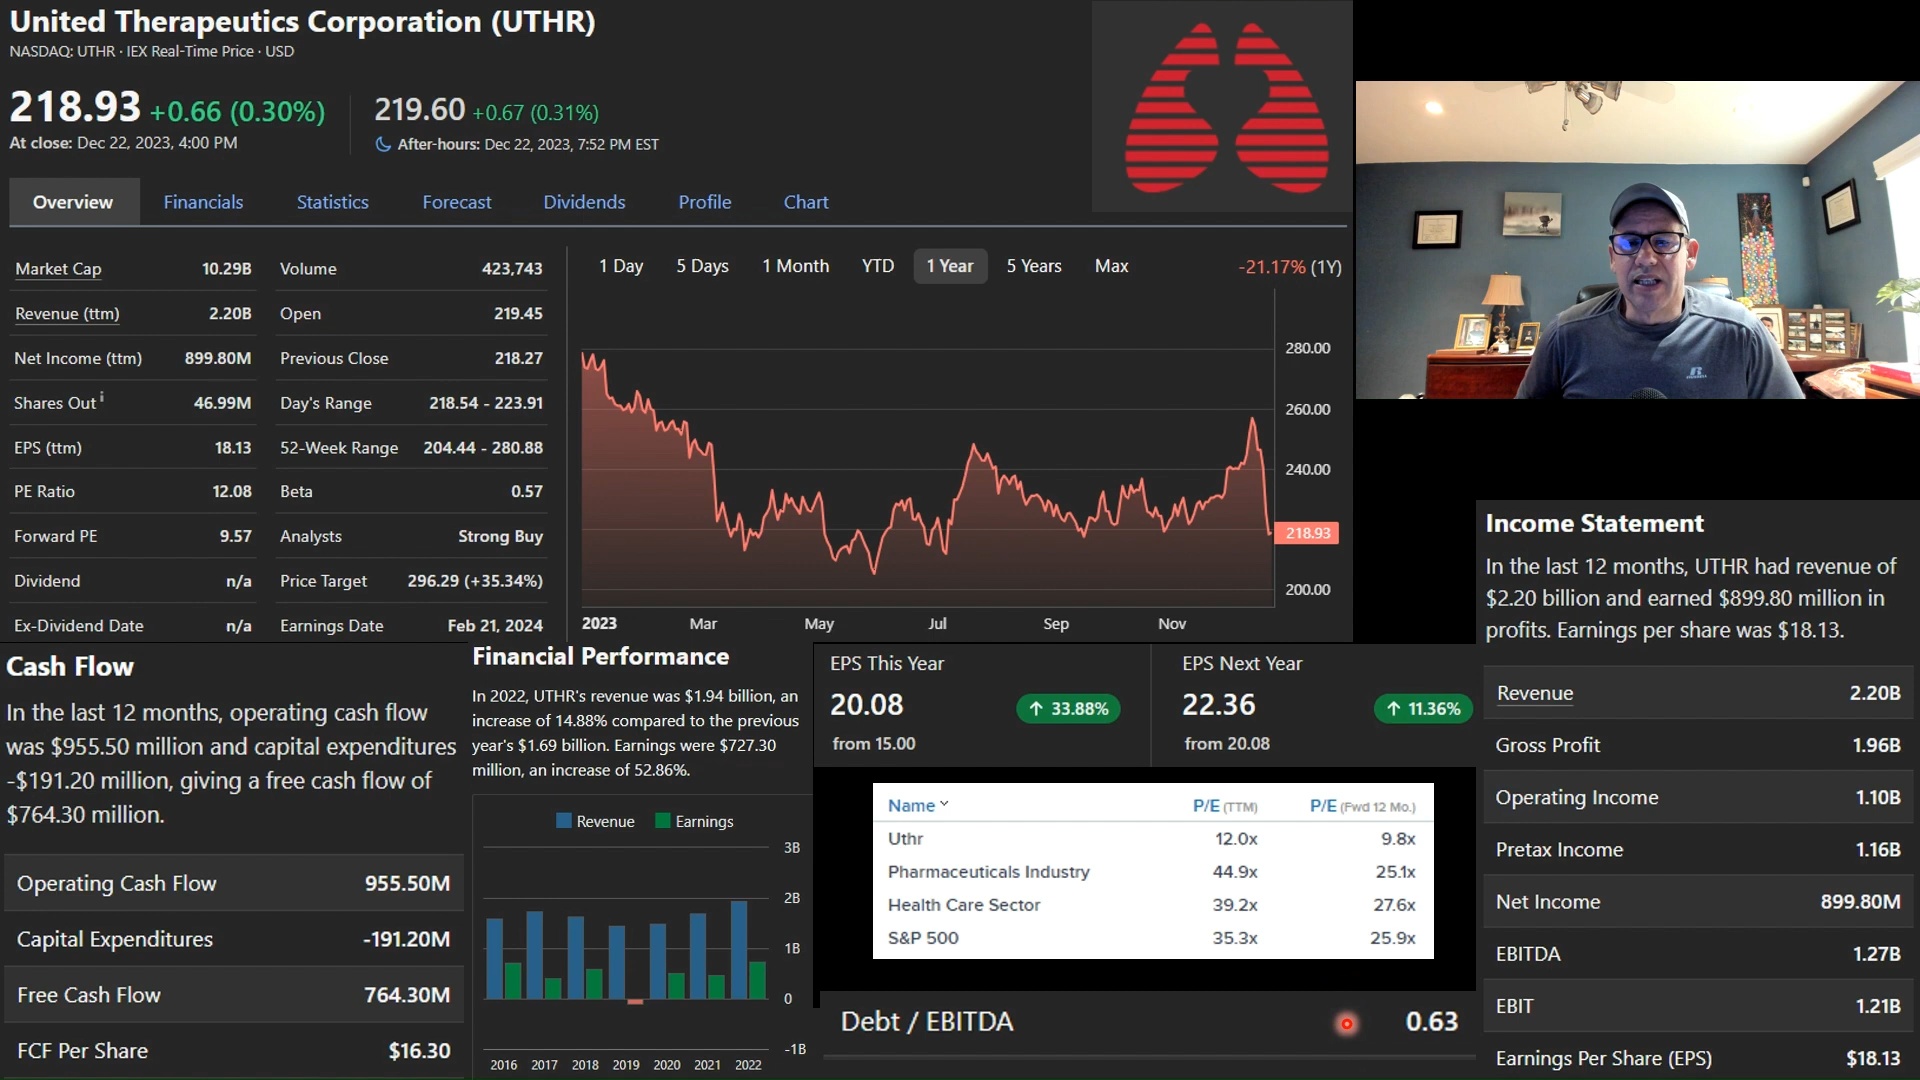 United Therapeutics Corporation (UTHR)
NASDAQ: UTHR · IEX Real-Time Price · USD
218.93 +0.66 (0.30%)
At close: Dec 22, 2023, 4:00 PM
219.60 +0.67 (0.31%)
After-hours: Dec 22, 2023, 7:52 PM EST
Overview Financials Statistics Forecast Dividends Profile Chart
Market Cap 10.29B
Revenue (ttm) 2.20B
Net Income (ttm) 899.80M
Shares Out i 46.99M
EPS (ttm) 18.13
PE Ratio 12.08
Forward PE 9.57
Dividend n/a
Ex-Dividend Date n/a
Volume 423,743
Open 219.45
Previous Close 218.27
Day's Range 218.54 - 223.91
52-Week Range 204.44 - 280.88
Beta 0.57
Analysts Strong Buy
Price Target 296.29 (+35.34%)
Earnings Date Feb 21, 2024
1 Day 5 Days 1 Month YTD 1 Year 5 Years Max -21.17% (1Y)
280.00
260.00
240.00
218.93
200.00
2023 Mar May Jul Sep Nov
Cash Flow
In the last 12 months, operating cash flow
was $955.50 million and capital expenditures
-$191.20 million, giving a free cash flow of
$764.30 million.
Operating Cash Flow 955.50M
Capital Expenditures -191.20M
Free Cash Flow 764.30M
FCF Per Share $16.30
Financial Performance
In 2022, UTHR's revenue was $1.94 billion, an
increase of 14.88% compared to the previous
year's $1.69 billion. Earnings were $727.30
million, an increase of 52.86%.
Revenue Earnings
3B
2B
1B
0
-1B
2016 2017 2018 2019 2020 2021 2022
EPS This Year
20.08 ↑ 33.88%
from 15.00
EPS Next Year
22.36 ↑ 11.36%
from 20.08
Name P/E (TTM) P/E (Fwd 12 Mo.)
Uthr 12.0x 9.8x
Pharmaceuticals Industry 44.9x 25.1x
Health Care Sector 39.2x 27.6x
S&P 500 35.3x 25.9x
Debt / EBITDA 0.63
Income Statement
In the last 12 months, UTHR had revenue of
$2.20 billion and earned $899.80 million in
profits. Earnings per share was $18.13.
Revenue 2.20B
Gross Profit 1.96B
Operating Income 1.10B
Pretax Income 1.16B
Net Income 899.80M
EBITDA 1.27B
EBIT 1.21B
Earnings Per Share (EPS) $18.13